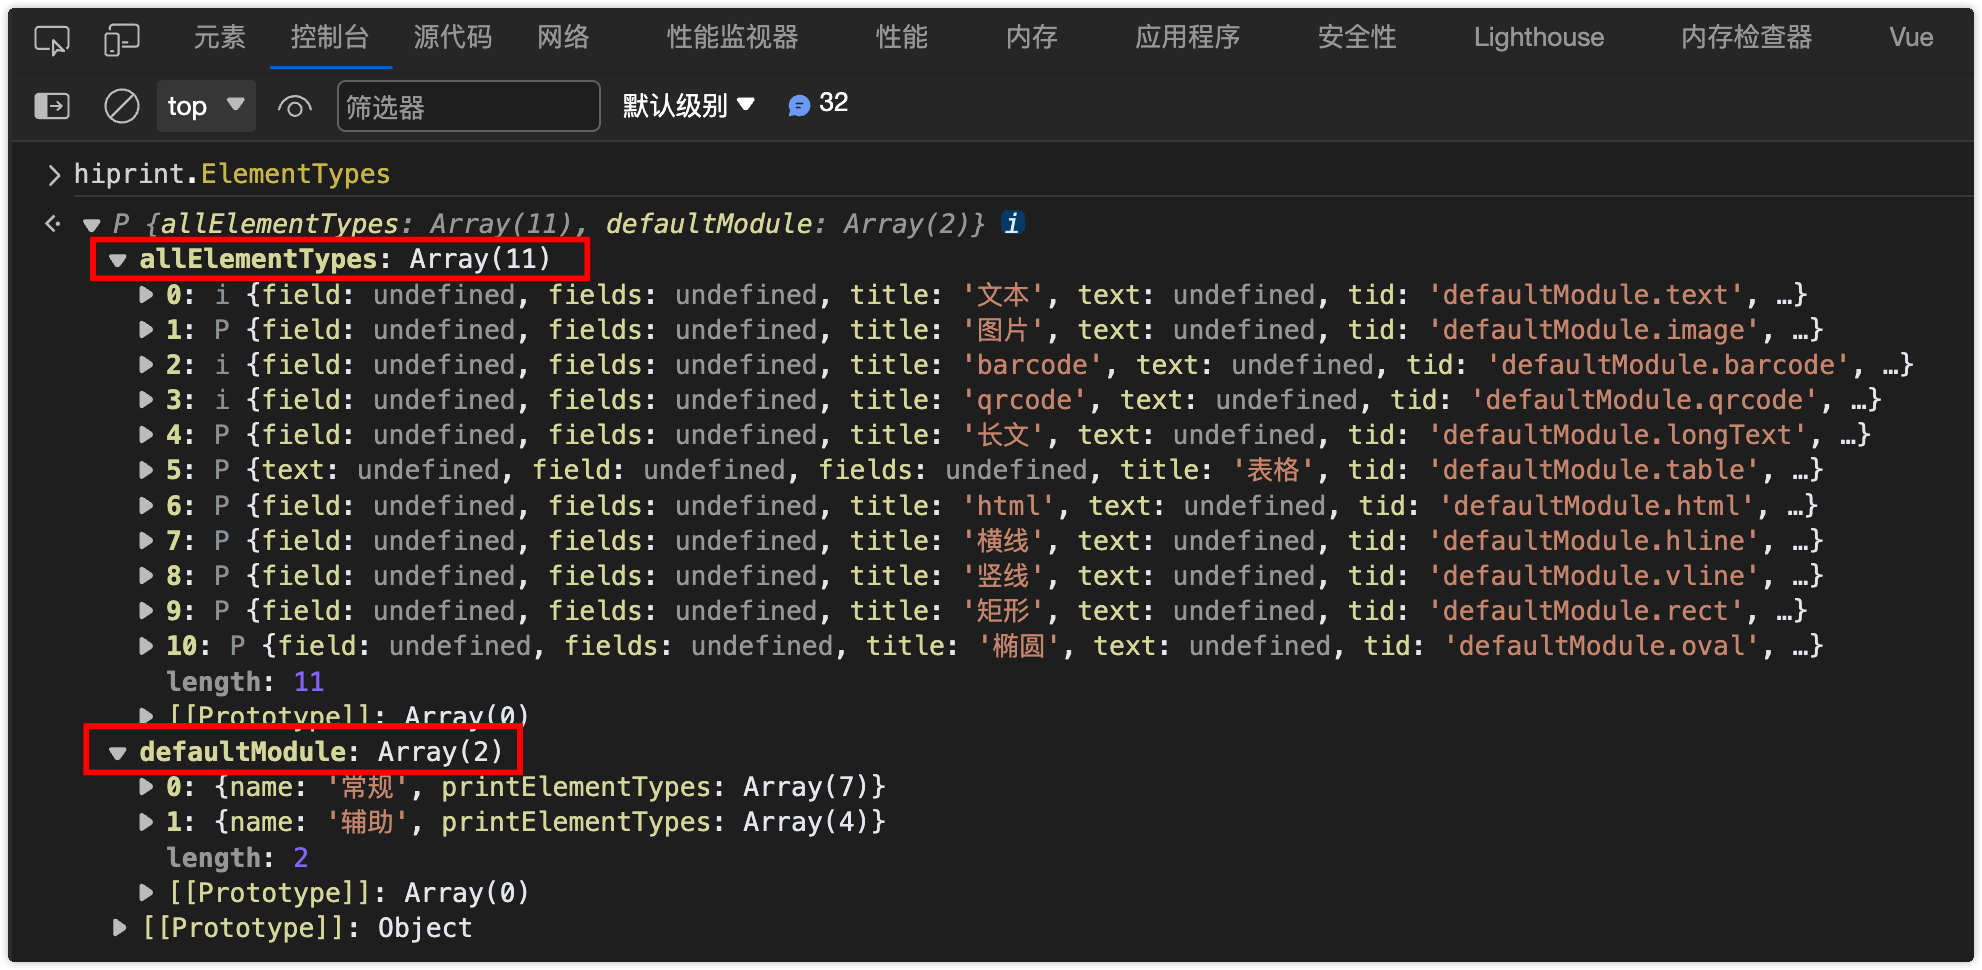 元素 控制台 源代码 网络 性能监视器 性能 内存 应用程序 安全性 Lighthouse 内存检查器 Vue
top 筛选器 默认级别 32
hiprint.ElementTypes
P {allElementTypes: Array(11), defaultModule: Array(2)} i
allElementTypes: Array(11)
0: i {field: undefined, fields: undefined, title: '文本', text: undefined, tid: 'defaultModule.text', …}
1: P {field: undefined, fields: undefined, title: '图片', text: undefined, tid: 'defaultModule.image', …}
2: i {field: undefined, fields: undefined, title: 'barcode', text: undefined, tid: 'defaultModule.barcode', …}
3: i {field: undefined, fields: undefined, title: 'qrcode', text: undefined, tid: 'defaultModule.qrcode', …}
4: P {field: undefined, fields: undefined, title: '长文', text: undefined, tid: 'defaultModule.longText', …}
5: P {text: undefined, field: undefined, fields: undefined, title: '表格', tid: 'defaultModule.table', …}
6: P {field: undefined, fields: undefined, title: 'html', text: undefined, tid: 'defaultModule.html', …}
7: P {field: undefined, fields: undefined, title: '横线', text: undefined, tid: 'defaultModule.hline', …}
8: P {field: undefined, fields: undefined, title: '竖线', text: undefined, tid: 'defaultModule.vline', …}
9: P {field: undefined, fields: undefined, title: '矩形', text: undefined, tid: 'defaultModule.rect', …}
10: P {field: undefined, fields: undefined, title: '椭圆', text: undefined, tid: 'defaultModule.oval', …}
length: 11
[[Prototype]]: Array(0)
defaultModule: Array(2)
0: {name: '常规', printElementTypes: Array(7)}
1: {name: '辅助', printElementTypes: Array(4)}
length: 2
[[Prototype]]: Array(0)
[[Prototype]]: Object